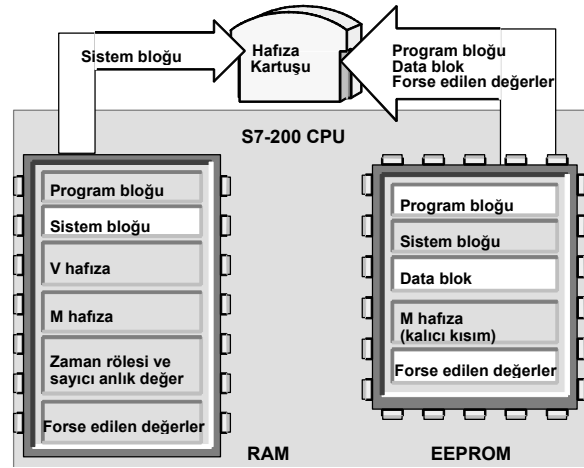 Sistem bloğu
Hafıza
Kartuşu
Program bloğu
Data blok
Forse edilen değerler
S7-200 CPU
Program bloğu
Sistem bloğu
V hafıza
M hafıza
Zaman rölesi ve
sayıcı anlık değer
Forse edilen değerler
RAM
Program bloğu
Sistem bloğu
Data blok
M hafıza
(kalıcı kısım)
Forse edilen değerler
EEPROM